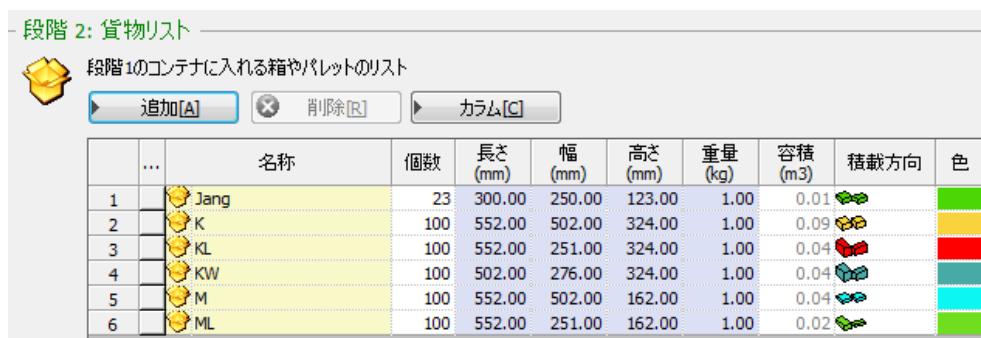 段階 2: 貨物リスト
段階1のコンテナに入れる箱やパレットのリスト
追加[A] 削除[R] カラム[C]
... 名称 個数 長さ (mm) 幅 (mm) 高さ (mm) 重量 (kg) 容積 (m3) 積載方向 色
1 Jang 23 300.00 250.00 123.00 1.00 0.01
2 K 100 552.00 502.00 324.00 1.00 0.09
3 KL 100 552.00 251.00 324.00 1.00 0.04
4 KW 100 502.00 276.00 324.00 1.00 0.04
5 M 100 552.00 502.00 162.00 1.00 0.04
6 ML 100 552.00 251.00 162.00 1.00 0.02